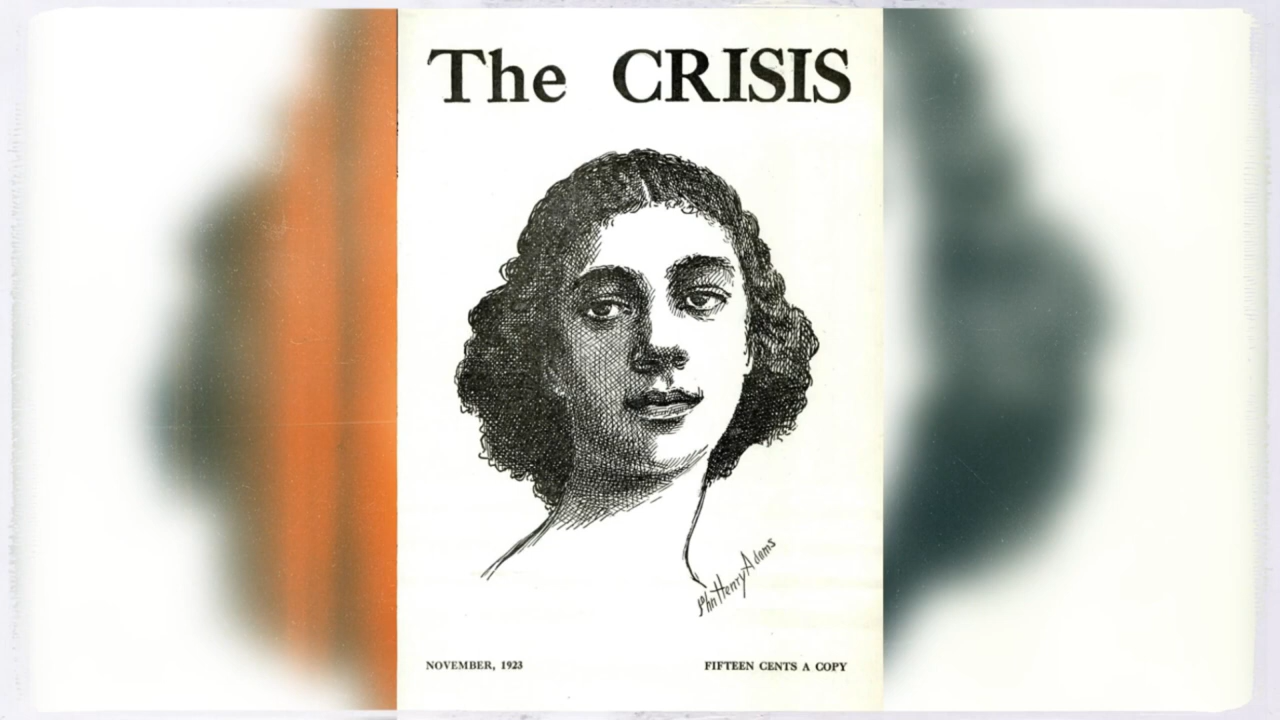 The CRISIS
John Henry Adams
NOVEMBER, 1923
FIFTEEN CENTS A COPY